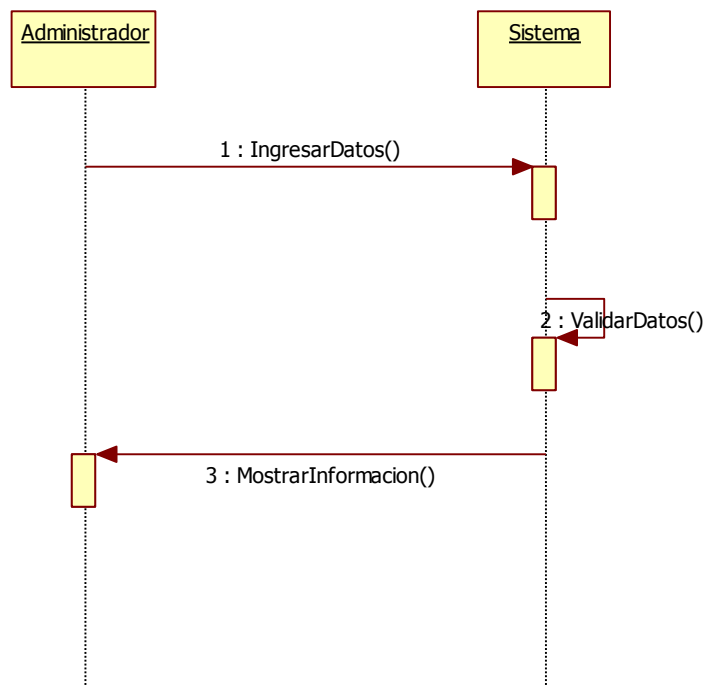 Administrador
Sistema
1 : IngresarDatos()
2 : ValidarDatos()
3 : MostrarInformacion()